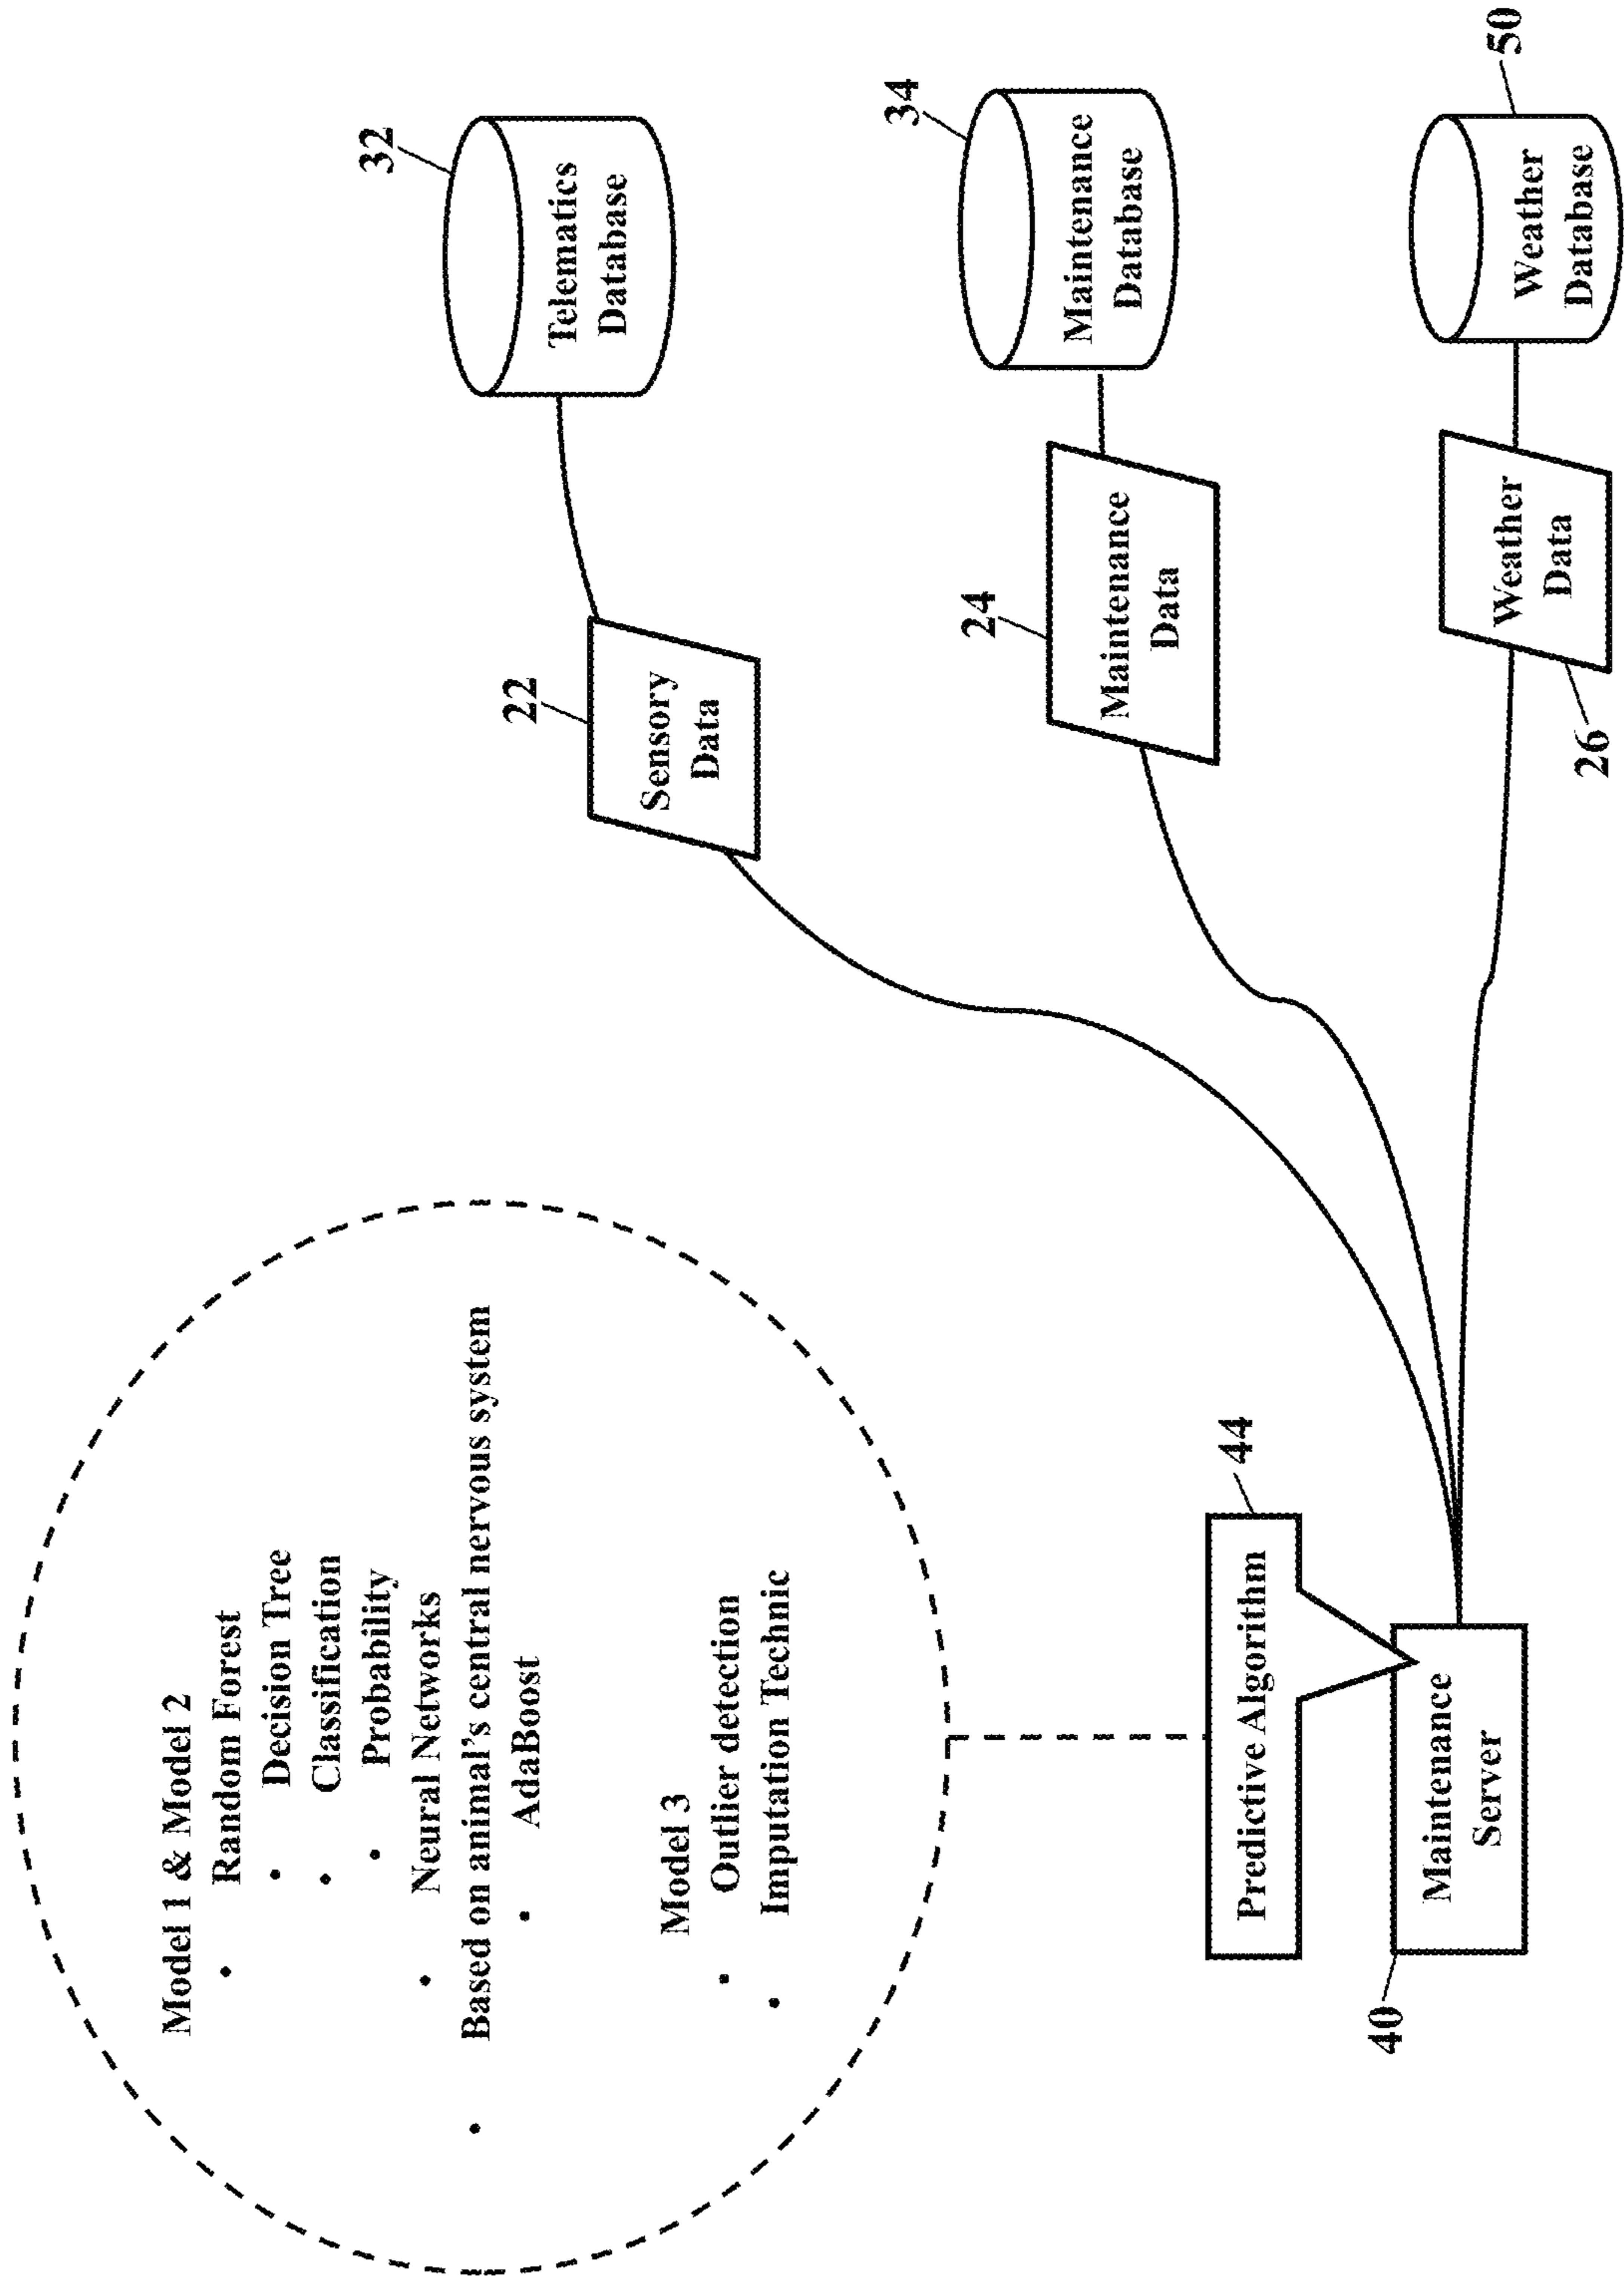 Model 1 & Model 2
• Random Forest
• Decision Tree
• Classification
• Probability
• Neural Networks
• Based on animal's central nervous system
• AdaBoost
Model 3
• Outlier detection
• Imputation Technic
44
Predictive Algorithm
40
Maintenance
Server
22
Sensory
Data
32
Telematics
Database
24
Maintenance
Data
34
Maintenance
Database
26
Weather
Data
50
Weather
Database